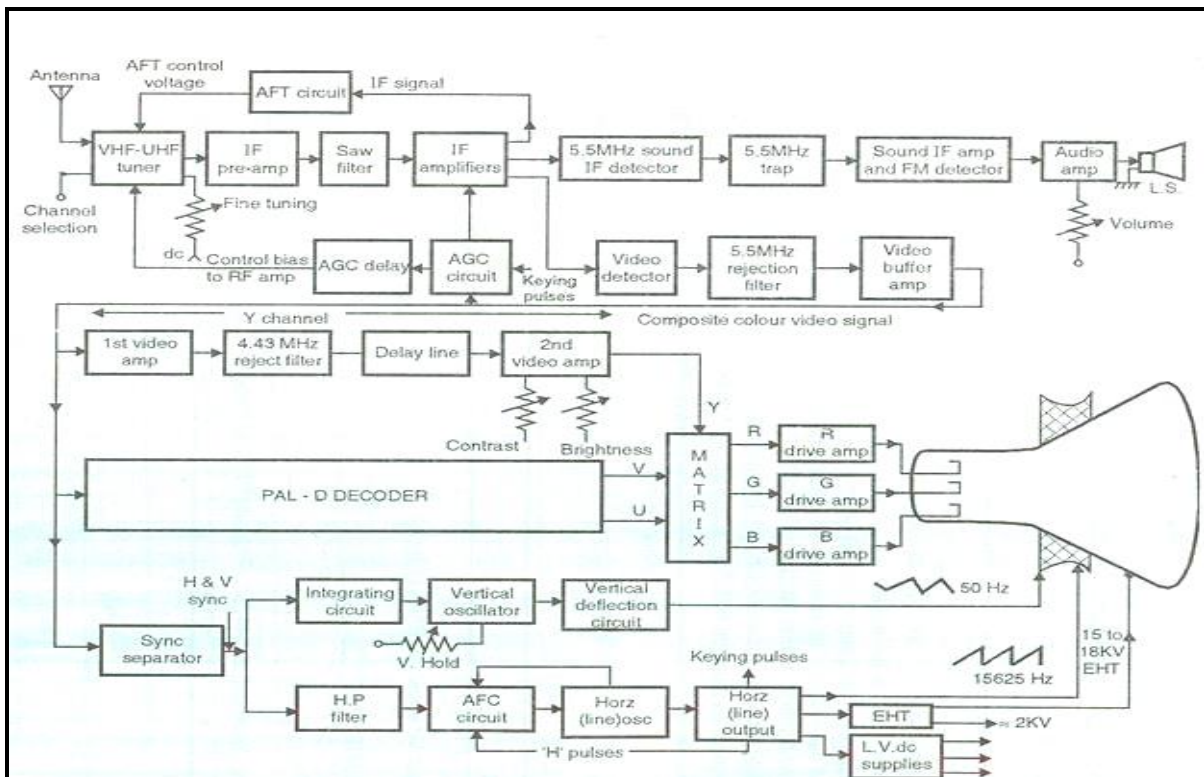 AFT control
voltage
Antenna
AFT circuit
IF signal
VHF-UHF
tuner
IF
pre-amp
Saw
filter
IF
amplifiers
5.5MHz sound
IF detector
5.5MHz
trap
Sound IF amp
and FM detector
Audio
amp
L.S.
Channel
selection
Fine tuning
Volume
dc
Control bias
to RF amp
AGC delay
AGC
circuit
Keying
pulses
Video
detector
5.5MHz
rejection
filter
Video
buffer
amp
Y channel
Composite colour video signal
1st video
amp
4.43 MHz
reject filter
Delay line
2nd
video amp
Contrast
Brightness
Y
PAL - D DECODER
V
U
MATRIX
R
R
drive amp
G
G
drive amp
B
B
drive amp
H & V
sync
Integrating
circuit
Vertical
oscillator
Vertical
deflection
circuit
50 Hz
Sync
separator
V. Hold
Keying pulses
15625 Hz
15 to
18KV
EHT
H.P
filter
AFC
circuit
Horz
(line)osc
Horz
(line)
output
EHT
≈ 2KV
'H' pulses
L.V.dc
supplies